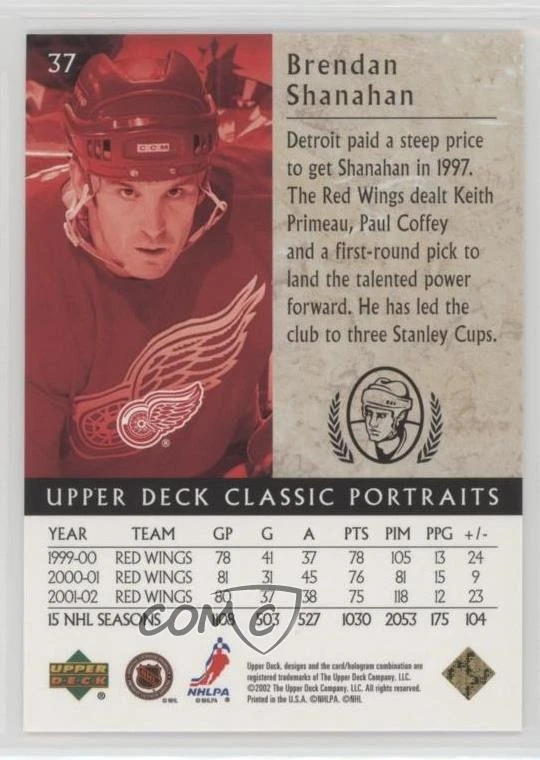 37
CCM
Brendan
Shanahan
Detroit paid a steep price
to get Shanahan in 1997.
The Red Wings dealt Keith
Primeau, Paul Coffey
and a first-round pick to
land the talented power
forward. He has led the
club to three Stanley Cups.
®
UPPER DECK CLASSIC PORTRAITS
YEAR TEAM GP G A PTS PIM PPG +/-
1999-00 RED WINGS 78 41 37 78 105 13 24
2000-01 RED WINGS 81 31 45 76 81 15 9
2001-02 RED WINGS 80 37 38 75 118 12 23
15 NHL SEASONS 1108 503 527 1030 2053 175 104
COMC
UPPER DECK ®
© NHL
NHLPA
© NHLPA ®
Upper Deck, designs and the card/hologram combination are
registered trademarks of The Upper Deck Company, LLC.
©2002 The Upper Deck Company, LLC. All rights reserved.
Printed in the U.S.A. ©NHLPA. ©NHL